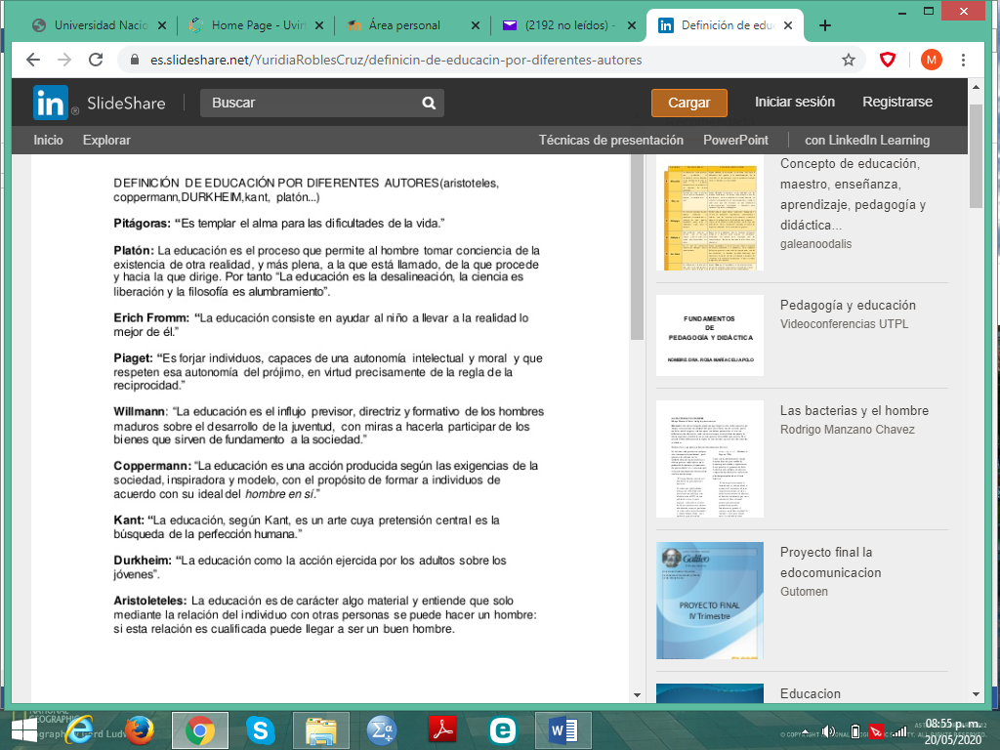 Universidad Nacio
Home Page - Uvirt
Área personal
(2192 no leídos) -
Definición de educ
es.slideshare.net/YuridiaRoblesCruz/definicin-de-educacin-por-diferentes-autores
M
in SlideShare
Buscar
Cargar
Iniciar sesión
Registrarse
Inicio
Explorar
Técnicas de presentación
PowerPoint
con LinkedIn Learning
DEFINICIÓN DE EDUCACIÓN POR DIFERENTES AUTORES(aristoteles,
coppermann,DURKHEIM,kant, platón...)
Pitágoras: “Es templar el alma para las dificultades de la vida.”
Platón: La educación es el proceso que permite al hombre tomar conciencia de la
existencia de otra realidad, y más plena, a la que está llamado, de la que procede
y hacia la que dirige. Por tanto “La educación es la desalineación, la ciencia es
liberación y la filosofía es alumbramiento”.
Erich Fromm: “La educación consiste en ayudar al niño a llevar a la realidad lo
mejor de él.”
Piaget: “Es forjar individuos, capaces de una autonomía intelectual y moral y que
respeten esa autonomía del prójimo, en virtud precisamente de la regla de la
reciprocidad.”
Willmann: “La educación es el influjo previsor, directriz y formativo de los hombres
maduros sobre el desarrollo de la juventud, con miras a hacerla participar de los
bienes que sirven de fundamento a la sociedad.”
Coppermann: “La educación es una acción producida según las exigencias de la
sociedad, inspiradora y modelo, con el propósito de formar a individuos de
acuerdo con su ideal del hombre en sí.”
Kant: “La educación, según Kant, es un arte cuya pretensión central es la
búsqueda de la perfección humana.”
Durkheim: “La educación como la acción ejercida por los adultos sobre los
jóvenes”.
Aristoleteles: La educación es de carácter algo material y entiende que solo
mediante la relación del individuo con otras personas se puede hacer un hombre:
si esta relación es cualificada puede llegar a ser un buen hombre.
Concepto de educación,
maestro, enseñanza,
aprendizaje, pedagogía y
didáctica...
galeanoodalis
FUNDAMENTOS
DE
PEDAGOGÍA Y DIDÁCTICA
NOMBRE: DRA. ROSA MARÍA CELI APOLO
Pedagogía y educación
Videoconferencias UTPL
Las bacterias y el hombre
Rodrigo Manzano Chavez
Galileo
PROYECTO FINAL
IV Trimestre
Proyecto final la
edocomunicacion
Gutomen
Educacion
08:55 p. m.
20/05/2020